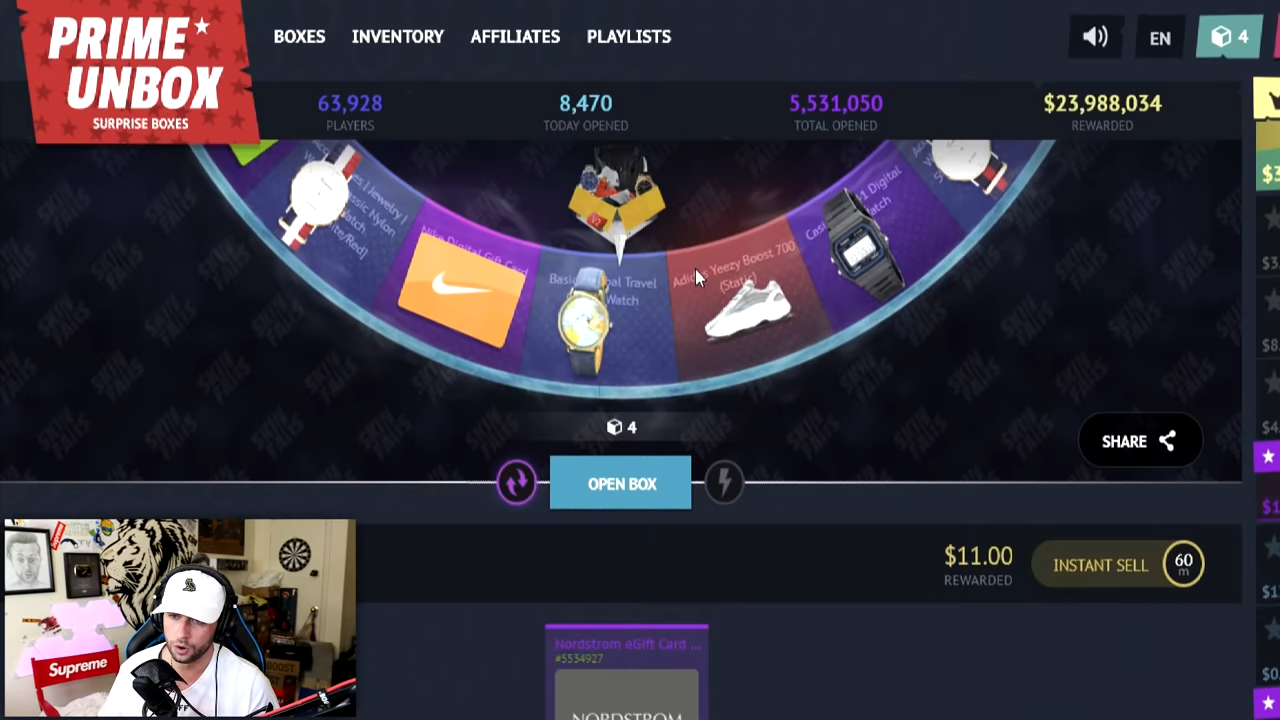 PRIME
UNBOX
SURPRISE BOXES
BOXES INVENTORY AFFILIATES PLAYLISTS
EN
4
63,928
PLAYERS
8,470
TODAY OPENED
5,531,050
TOTAL OPENED
$23,988,034
REWARDED
Nike Digital Gift Card
Travel
Watch
Yeezy Boost 700
(Static)
Digital
4
SHARE
OPEN BOX
$11.00
REWARDED
INSTANT SELL
60
m
Supreme
Nordstrom eGift Card ...
#5534927
NORDSTROM